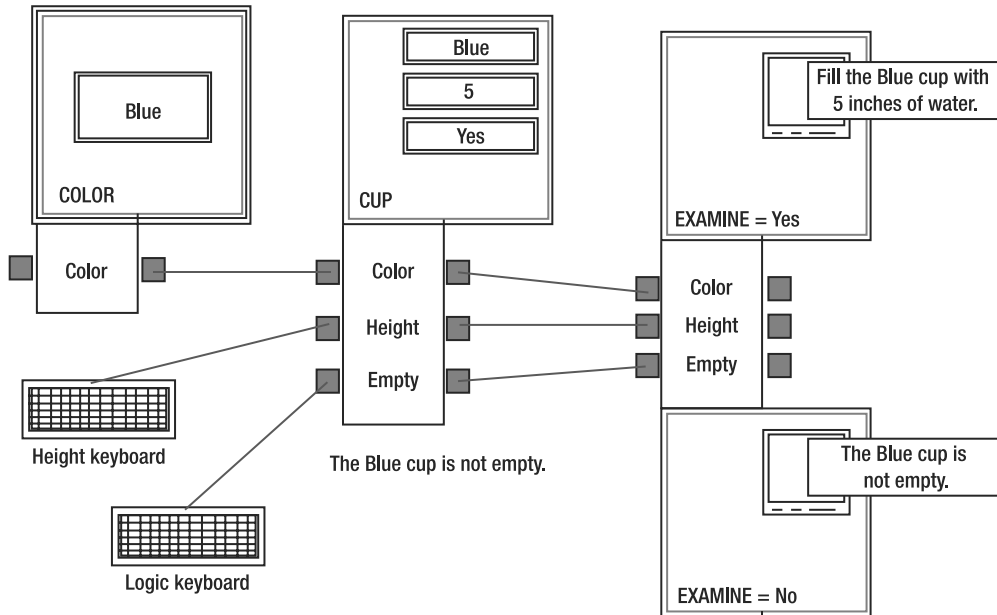 Blue
COLOR
Color
Blue
5
Yes
CUP
Color
Height
Empty
Fill the Blue cup with
5 inches of water.
EXAMINE = Yes
Color
Height
Empty
Height keyboard
Logic keyboard
The Blue cup is not empty.
The Blue cup is
not empty.
EXAMINE = No